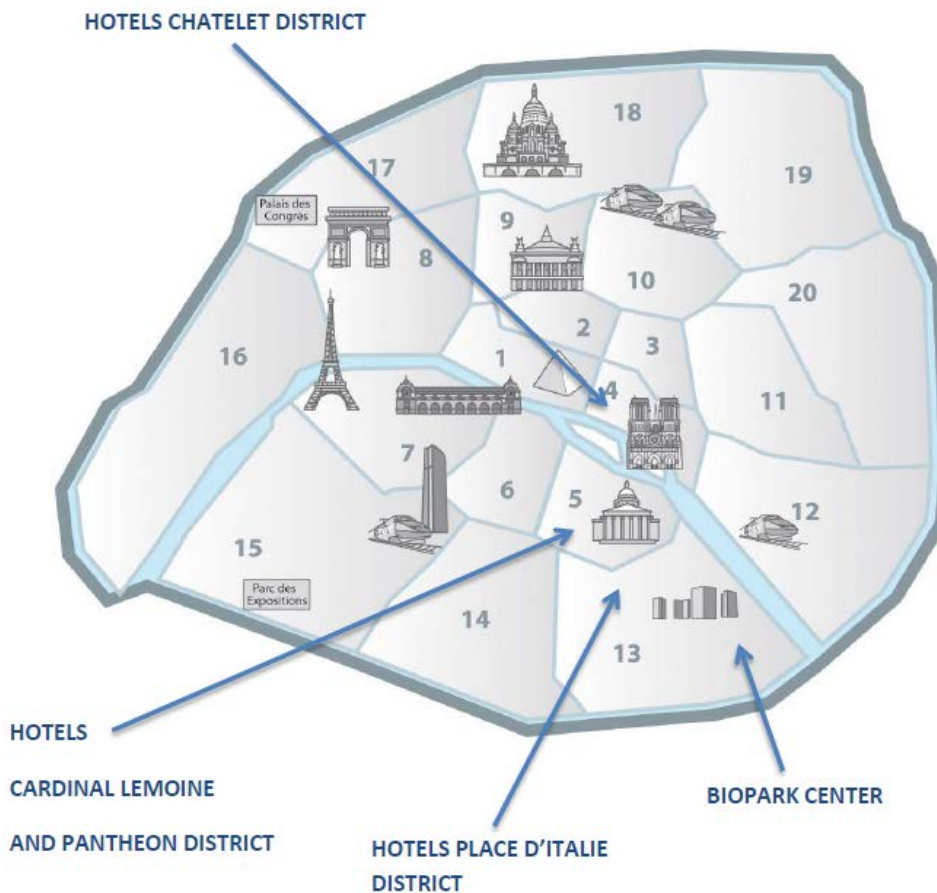 HOTELS CHATELET DISTRICT
18
17
19
Palais des
Congrès
9
8
10
20
2
3
16
1
4
11
7
6
5
12
15
Parc des
Expositions
14
13
HOTELS
CARDINAL LEMOINE
AND PANTHEON DISTRICT
BIOPARK CENTER
HOTELS PLACE D'ITALIE
DISTRICT